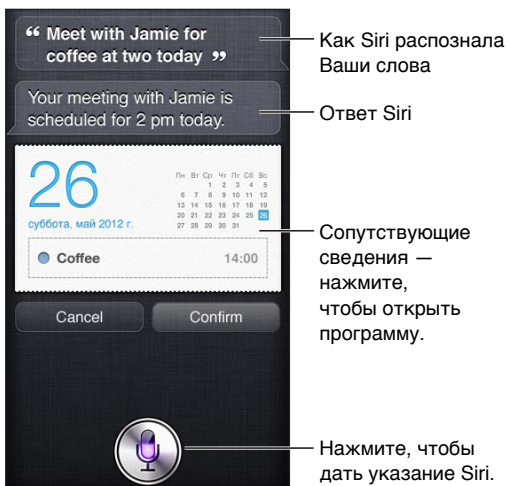 “ Meet with Jamie for
coffee at two today ”
Your meeting with Jamie is
scheduled for 2 pm today.
26
суббота, май 2012 г.
Пн Вт Ср Чт Пт Сб Вс
1 2 3 4 5
6 7 8 9 10 11 12
13 14 15 16 17 18 19
20 21 22 23 24 25 26
27 28 29 30 31
Coffee 14:00
Cancel Confirm
Как Siri распознала
Ваши слова
Ответ Siri
Сопутствующие
сведения —
нажмите,
чтобы открыть
программу.
Нажмите, чтобы
дать указание Siri.